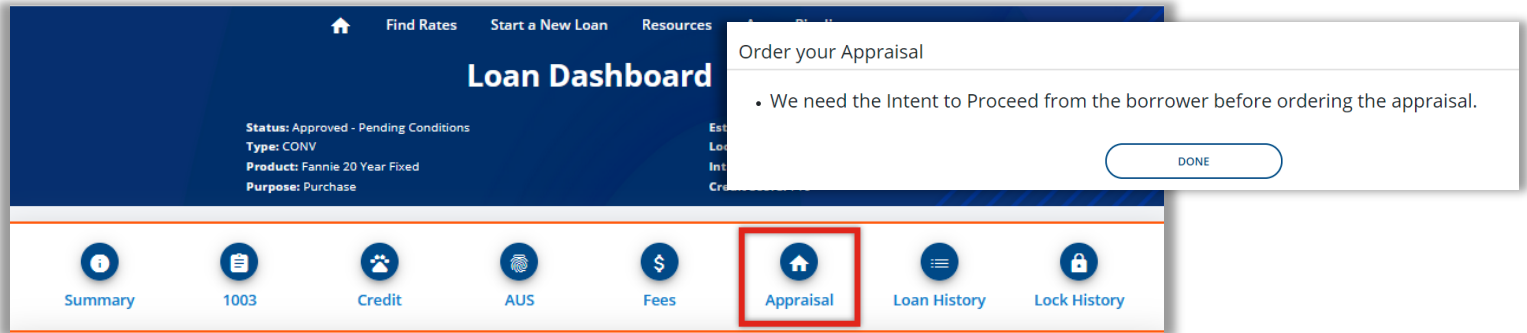 Find Rates Start a New Loan Resources
Loan Dashboard
Order your Appraisal
• We need the Intent to Proceed from the borrower before ordering the appraisal.
DONE
Status: Approved - Pending Conditions
Type: CONV
Product: Fannie 20 Year Fixed
Purpose: Purchase
Summary 1003 Credit AUS Fees Appraisal Loan History Lock History